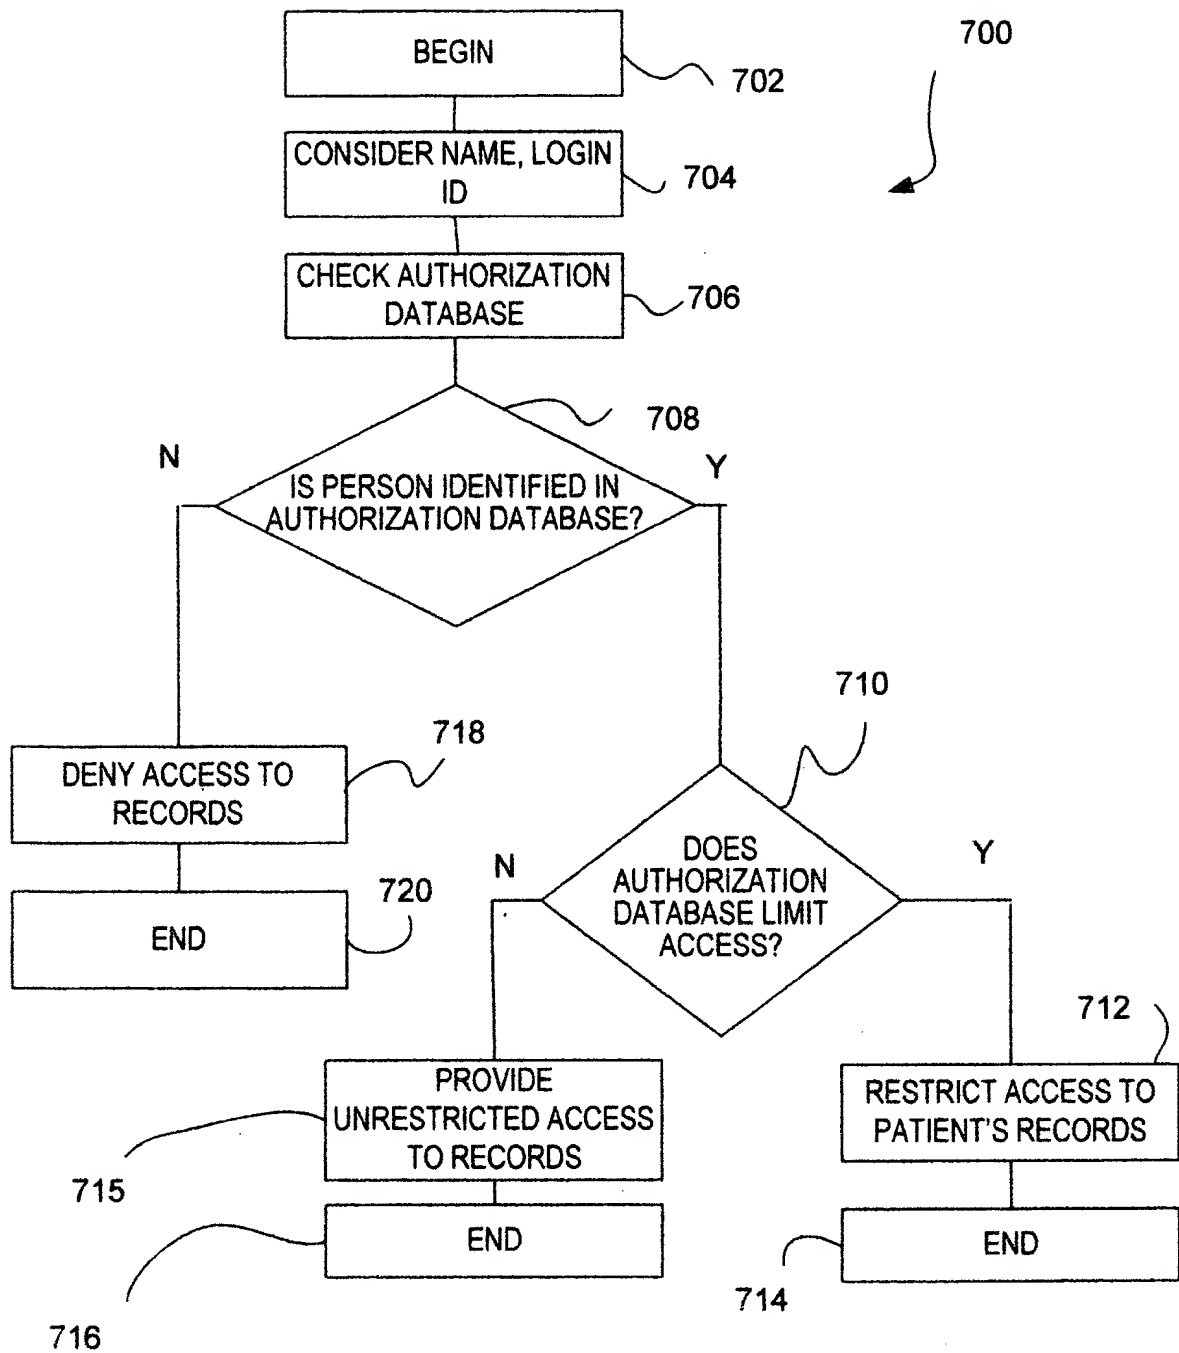 BEGIN
700
702
CONSIDER NAME, LOGIN
ID
704
CHECK AUTHORIZATION
DATABASE
706
708
N
Y
IS PERSON IDENTIFIED IN
AUTHORIZATION DATABASE?
710
718
DENY ACCESS TO
RECORDS
N
Y
DOES
AUTHORIZATION
DATABASE LIMIT
ACCESS?
720
END
712
PROVIDE
UNRESTRICTED ACCESS
TO RECORDS
RESTRICT ACCESS TO
PATIENT'S RECORDS
715
END
END
714
716